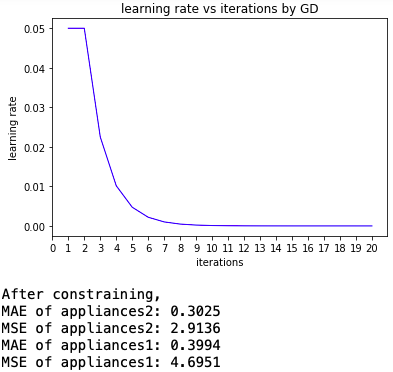 learning rate vs iterations by GD
0.05
0.04
0.03
0.02
0.01
0.00
learning rate
0 1 2 3 4 5 6 7 8 9 10 11 12 13 14 15 16 17 18 19 20
iterations
After constraining,
MAE of appliances2: 0.3025
MSE of appliances2: 2.9136
MAE of appliances1: 0.3994
MSE of appliances1: 4.6951